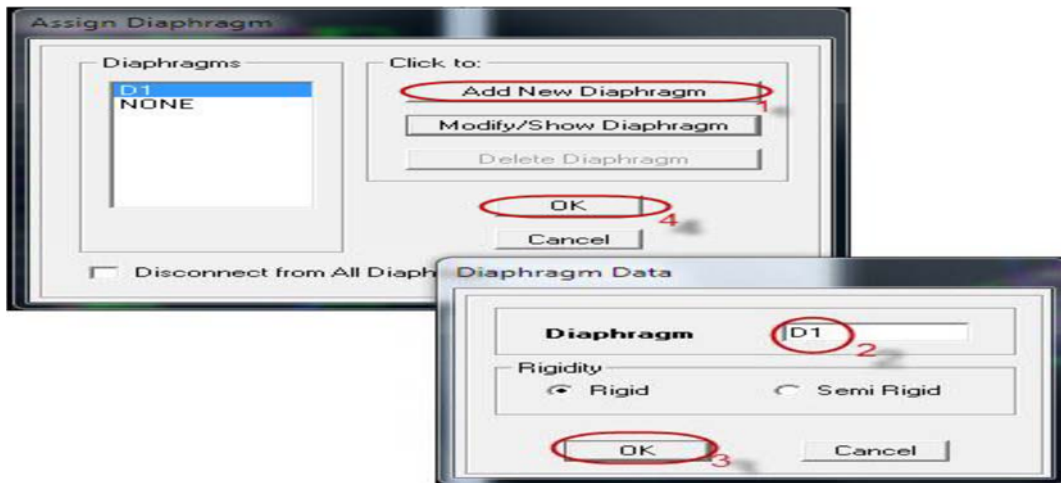 Assign Diaphragm
Diaphragms
D1
NONE
Click to:
Add New Diaphragm
1
Modify/Show Diaphragm
Delete Diaphragm
OK
4
Cancel
Disconnect from All Diaph
Diaphragm Data
Diaphragm
D1
2
Rigidity
Rigid
Semi Rigid
OK
3
Cancel